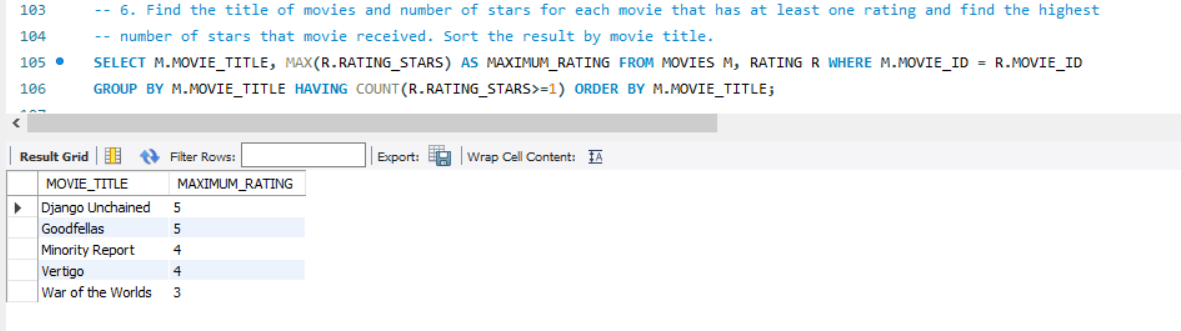 103 -- 6. Find the title of movies and number of stars for each movie that has at least one rating and find the highest
104 -- number of stars that movie received. Sort the result by movie title.
105 SELECT M.MOVIE_TITLE, MAX(R.RATING_STARS) AS MAXIMUM_RATING FROM MOVIES M, RATING R WHERE M.MOVIE_ID = R.MOVIE_ID
106 GROUP BY M.MOVIE_TITLE HAVING COUNT(R.RATING_STARS>=1) ORDER BY M.MOVIE_TITLE;
Result Grid Filter Rows: Export: Wrap Cell Content:
MOVIE_TITLE MAXIMUM_RATING
Django Unchained 5
Goodfellas 5
Minority Report 4
Vertigo 4
War of the Worlds 3